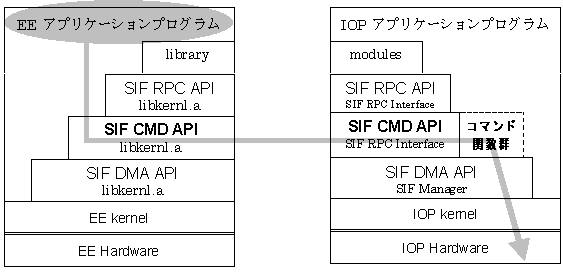 EE アプリケーションプログラム
library
SIF RPC API
libkernl.a
SIF CMD API
libkernl.a
SIF DMA API
libkernl.a
EE kernel
EE Hardware
IOP アプリケーションプログラム
modules
SIF RPC API
SIF RPC Interface
SIF CMD API
SIF RPC Interface
コマンド
関数群
SIF DMA API
SIF Manager
IOP kernel
IOP Hardware